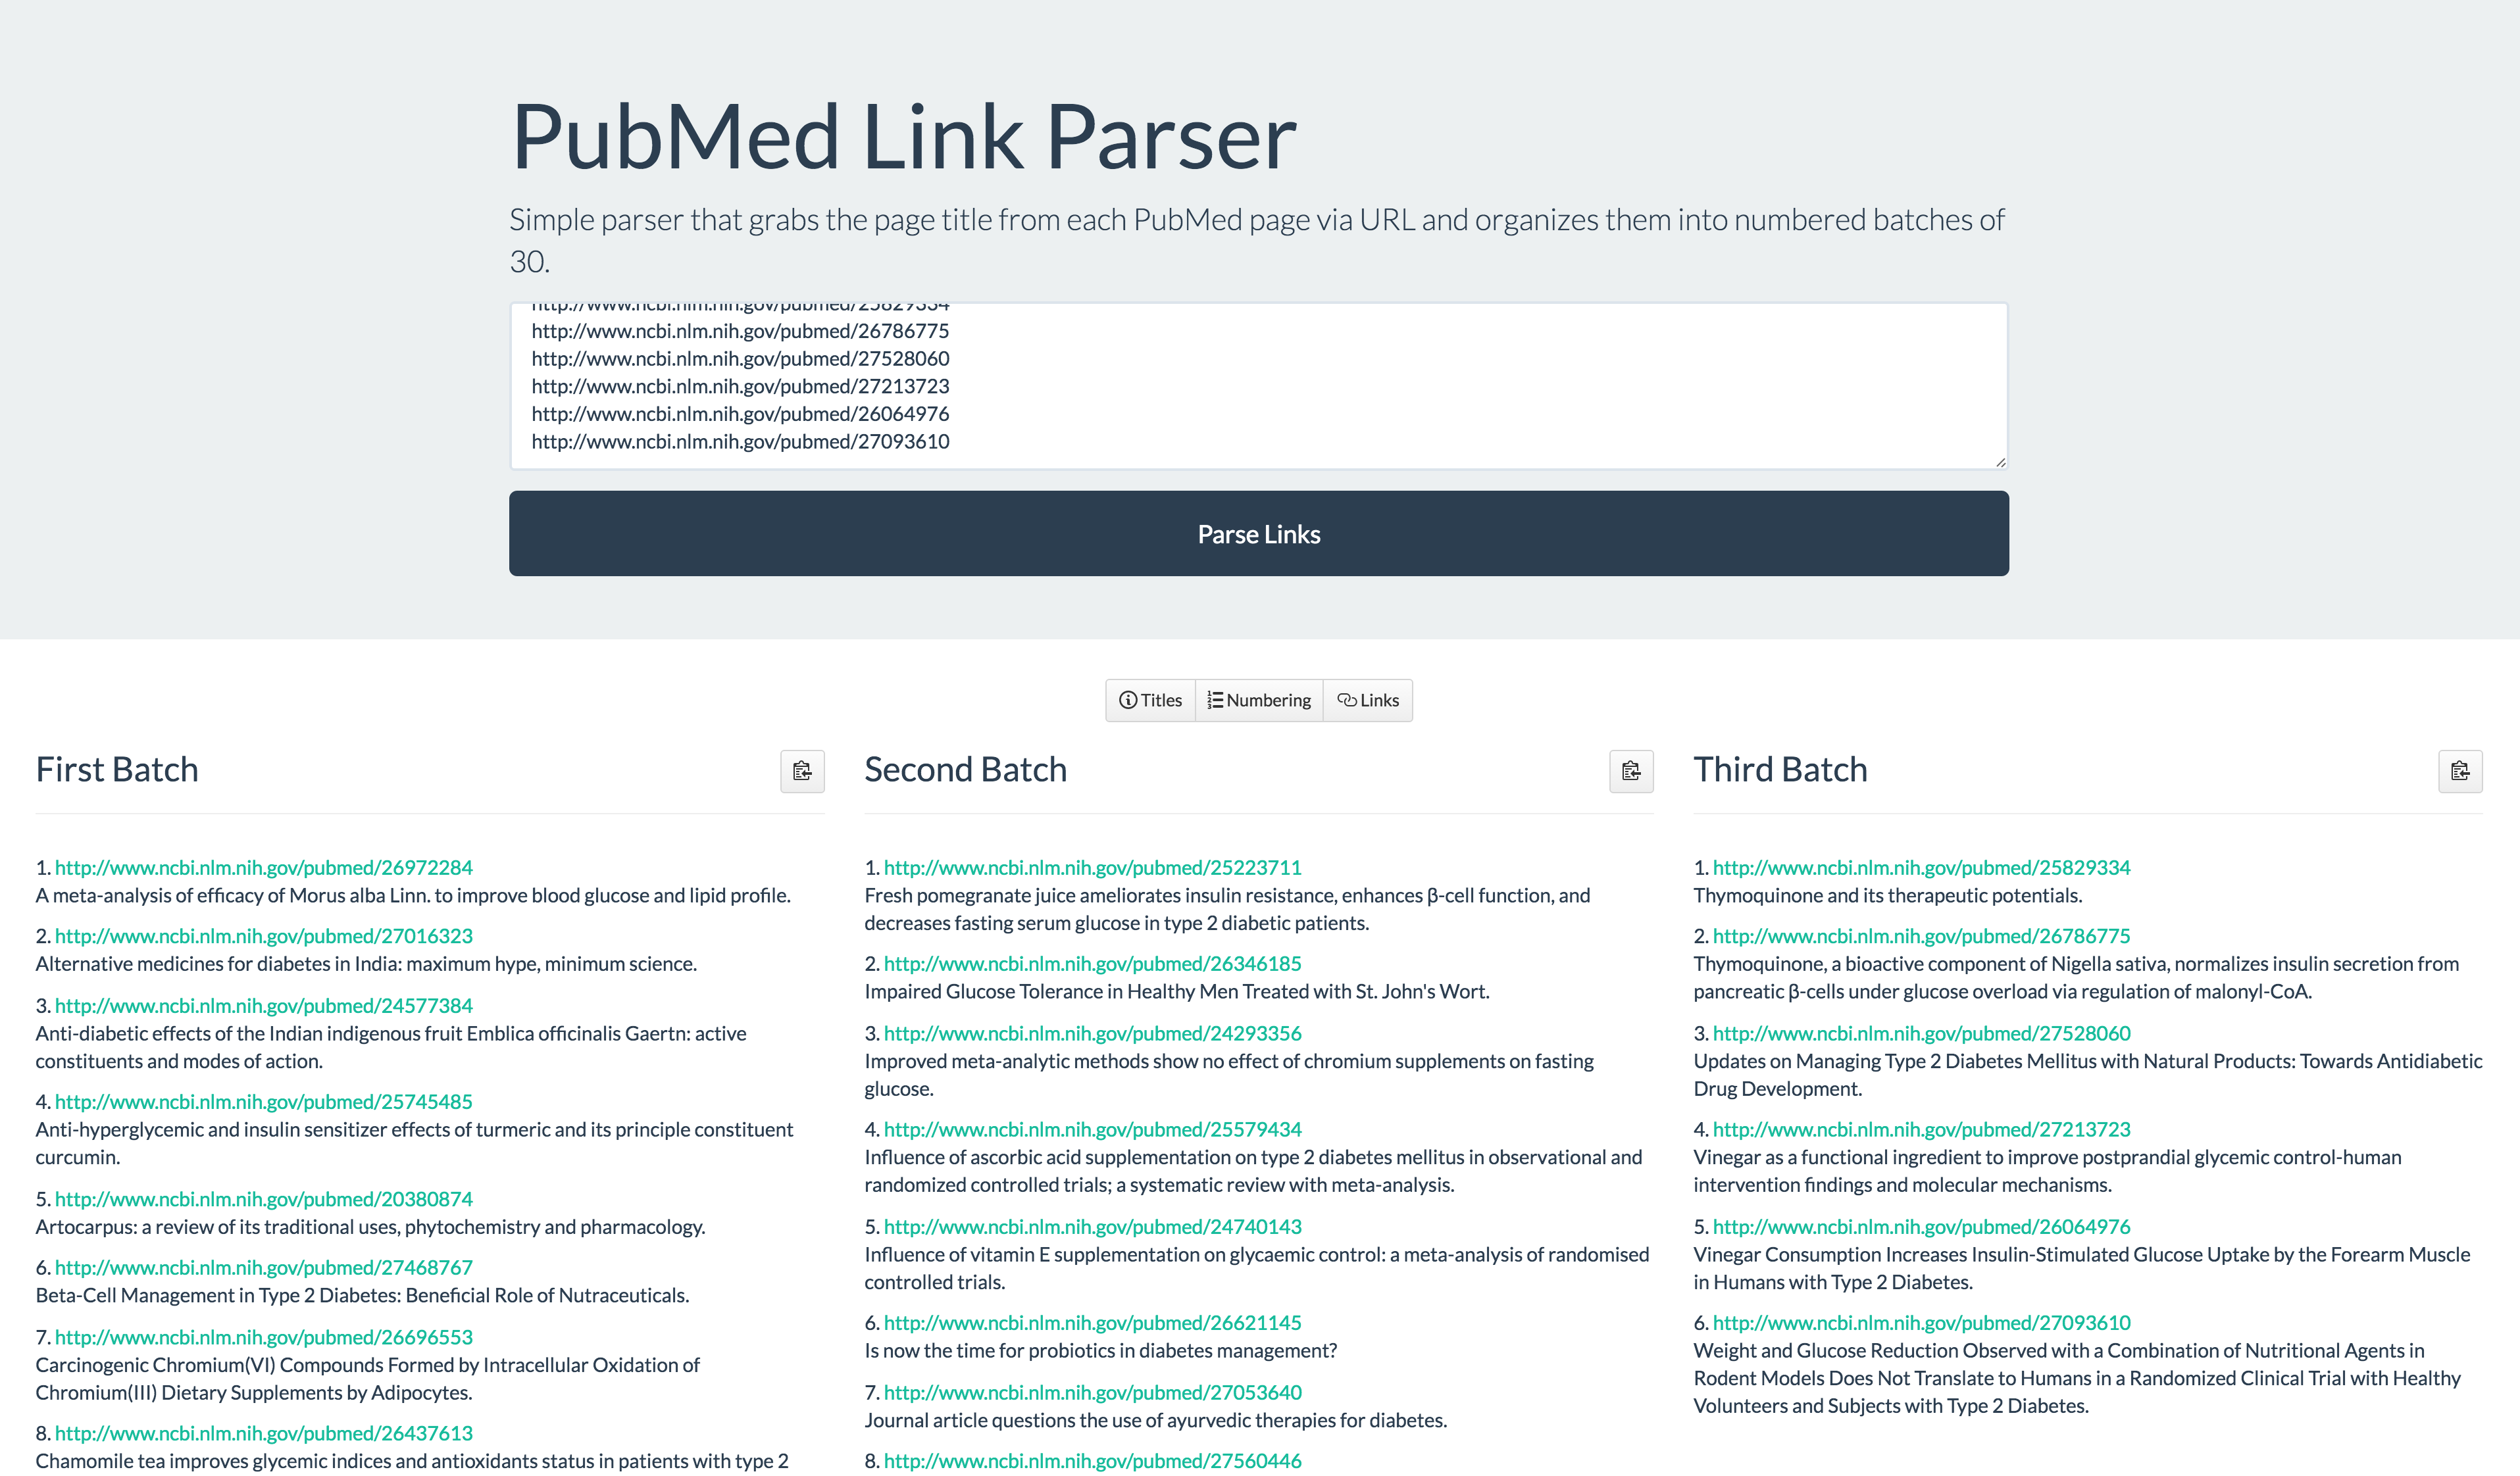 PubMed Link Parser
Simple parser that grabs the page title from each PubMed page via URL and organizes them into numbered batches of
30.
http://www.ncbi.nlm.nih.gov/pubmed/25829334
http://www.ncbi.nlm.nih.gov/pubmed/26786775
http://www.ncbi.nlm.nih.gov/pubmed/27528060
http://www.ncbi.nlm.nih.gov/pubmed/27213723
http://www.ncbi.nlm.nih.gov/pubmed/26064976
http://www.ncbi.nlm.nih.gov/pubmed/27093610
Parse Links
Titles
Numbering
Links
First Batch
1. http://www.ncbi.nlm.nih.gov/pubmed/26972284
A meta-analysis of efficacy of Morus alba Linn. to improve blood glucose and lipid profile.
2. http://www.ncbi.nlm.nih.gov/pubmed/27016323
Alternative medicines for diabetes in India: maximum hype, minimum science.
3. http://www.ncbi.nlm.nih.gov/pubmed/24577384
Anti-diabetic effects of the Indian indigenous fruit Emblica officinalis Gaertn: active
constituents and modes of action.
4. http://www.ncbi.nlm.nih.gov/pubmed/25745485
Anti-hyperglycemic and insulin sensitizer effects of turmeric and its principle constituent
curcumin.
5. http://www.ncbi.nlm.nih.gov/pubmed/20380874
Artocarpus: a review of its traditional uses, phytochemistry and pharmacology.
6. http://www.ncbi.nlm.nih.gov/pubmed/27468767
Beta-Cell Management in Type 2 Diabetes: Beneficial Role of Nutraceuticals.
7. http://www.ncbi.nlm.nih.gov/pubmed/26696553
Carcinogenic Chromium(VI) Compounds Formed by Intracellular Oxidation of
Chromium(III) Dietary Supplements by Adipocytes.
8. http://www.ncbi.nlm.nih.gov/pubmed/26437613
Chamomile tea improves glycemic indices and antioxidants status in patients with type 2
Second Batch
1. http://www.ncbi.nlm.nih.gov/pubmed/25223711
Fresh pomegranate juice ameliorates insulin resistance, enhances β-cell function, and
decreases fasting serum glucose in type 2 diabetic patients.
2. http://www.ncbi.nlm.nih.gov/pubmed/26346185
Impaired Glucose Tolerance in Healthy Men Treated with St. John's Wort.
3. http://www.ncbi.nlm.nih.gov/pubmed/24293356
Improved meta-analytic methods show no effect of chromium supplements on fasting
glucose.
4. http://www.ncbi.nlm.nih.gov/pubmed/25579434
Influence of ascorbic acid supplementation on type 2 diabetes mellitus in observational and
randomized controlled trials; a systematic review with meta-analysis.
5. http://www.ncbi.nlm.nih.gov/pubmed/24740143
Influence of vitamin E supplementation on glycaemic control: a meta-analysis of randomised
controlled trials.
6. http://www.ncbi.nlm.nih.gov/pubmed/26621145
Is now the time for probiotics in diabetes management?
7. http://www.ncbi.nlm.nih.gov/pubmed/27053640
Journal article questions the use of ayurvedic therapies for diabetes.
8. http://www.ncbi.nlm.nih.gov/pubmed/27560446
Third Batch
1. http://www.ncbi.nlm.nih.gov/pubmed/25829334
Thymoquinone and its therapeutic potentials.
2. http://www.ncbi.nlm.nih.gov/pubmed/26786775
Thymoquinone, a bioactive component of Nigella sativa, normalizes insulin secretion from
pancreatic β-cells under glucose overload via regulation of malonyl-CoA.
3. http://www.ncbi.nlm.nih.gov/pubmed/27528060
Updates on Managing Type 2 Diabetes Mellitus with Natural Products: Towards Antidiabetic
Drug Development.
4. http://www.ncbi.nlm.nih.gov/pubmed/27213723
Vinegar as a functional ingredient to improve postprandial glycemic control-human
intervention findings and molecular mechanisms.
5. http://www.ncbi.nlm.nih.gov/pubmed/26064976
Vinegar Consumption Increases Insulin-Stimulated Glucose Uptake by the Forearm Muscle
in Humans with Type 2 Diabetes.
6. http://www.ncbi.nlm.nih.gov/pubmed/27093610
Weight and Glucose Reduction Observed with a Combination of Nutritional Agents in
Rodent Models Does Not Translate to Humans in a Randomized Clinical Trial with Healthy
Volunteers and Subjects with Type 2 Diabetes.